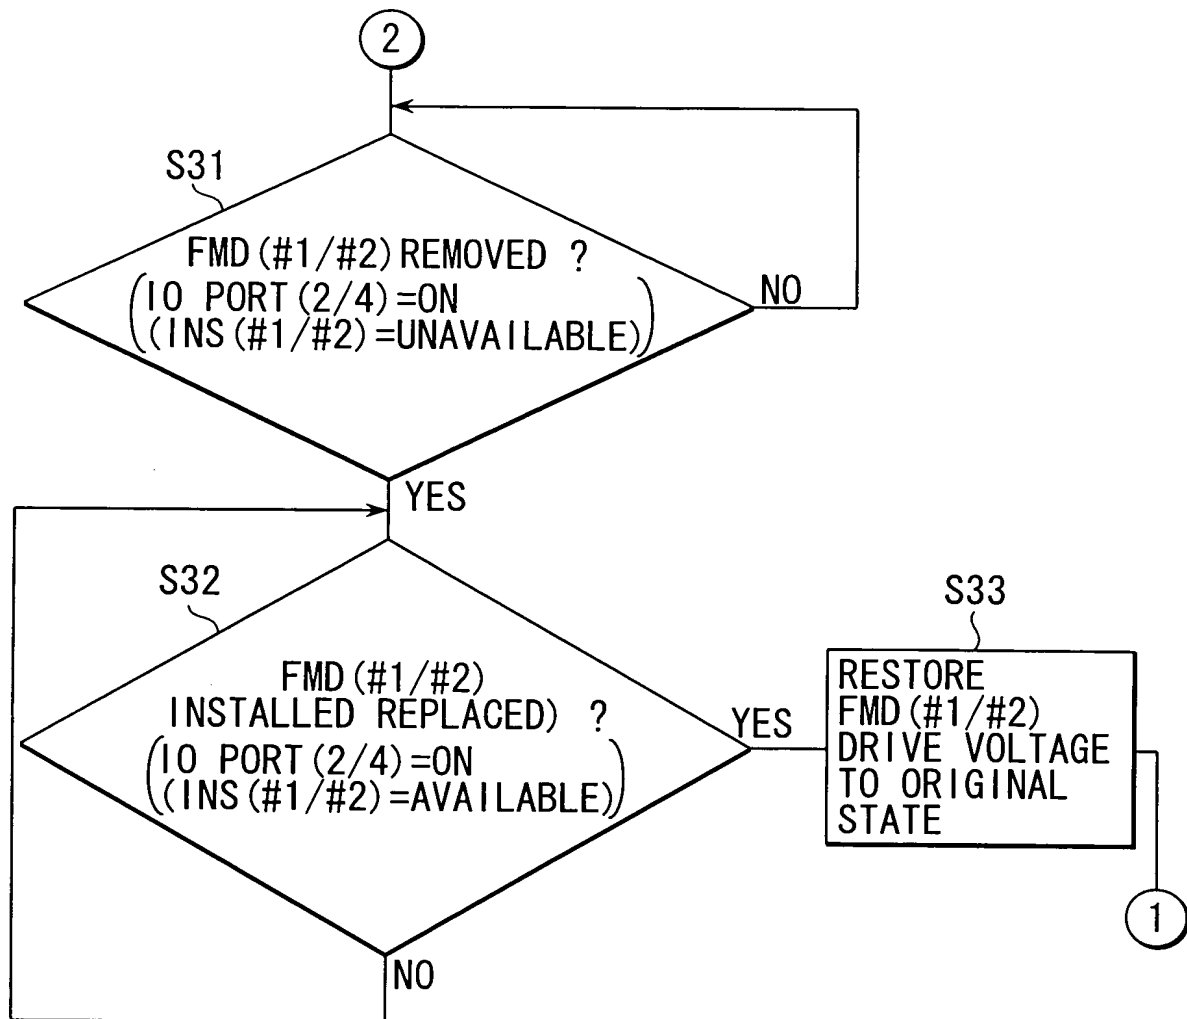 2
S31
FMD(#1/#2)REMOVED ?
(IO PORT(2/4)=ON
(INS(#1/#2)=UNAVAILABLE))
NO
YES
S32
FMD(#1/#2)
INSTALLED REPLACED) ?
(IO PORT(2/4)=ON
(INS(#1/#2)=AVAILABLE))
YES
NO
S33
RESTORE
FMD(#1/#2)
DRIVE VOLTAGE
TO ORIGINAL
STATE
1